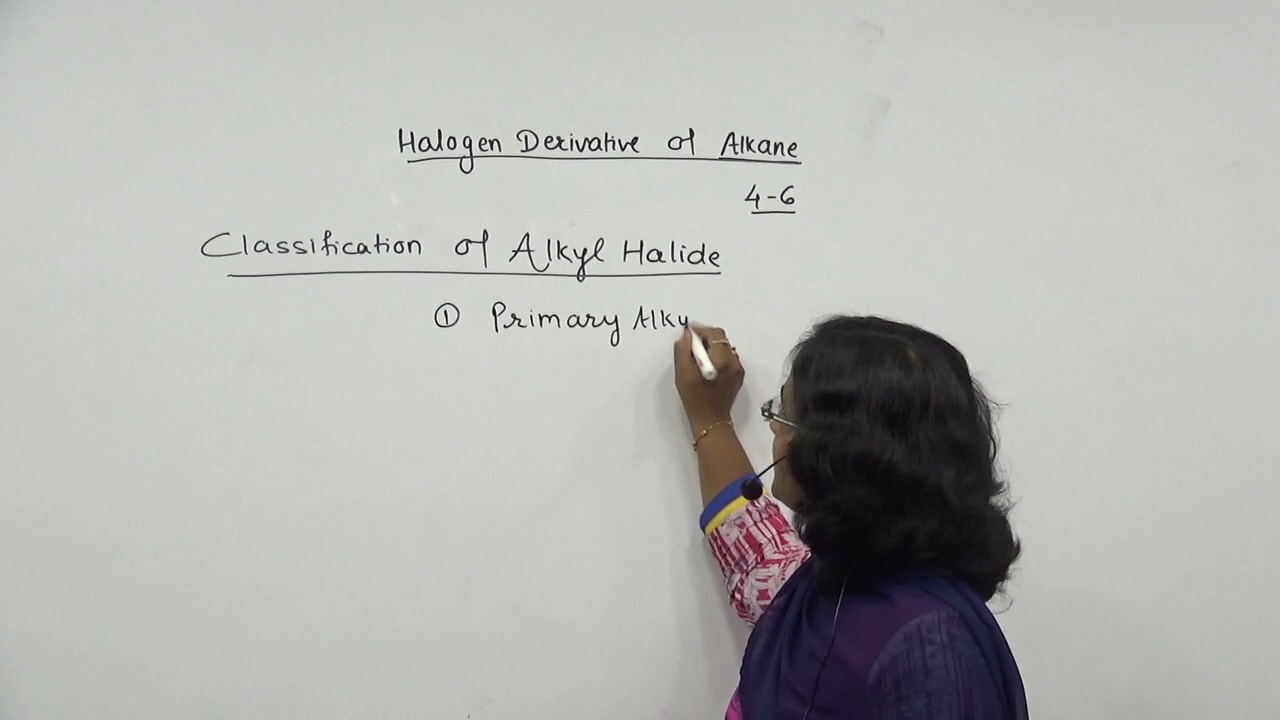 Halogen Derivative of Alkane
4-6
Classification of Alkyl Halide
① Primary Alky